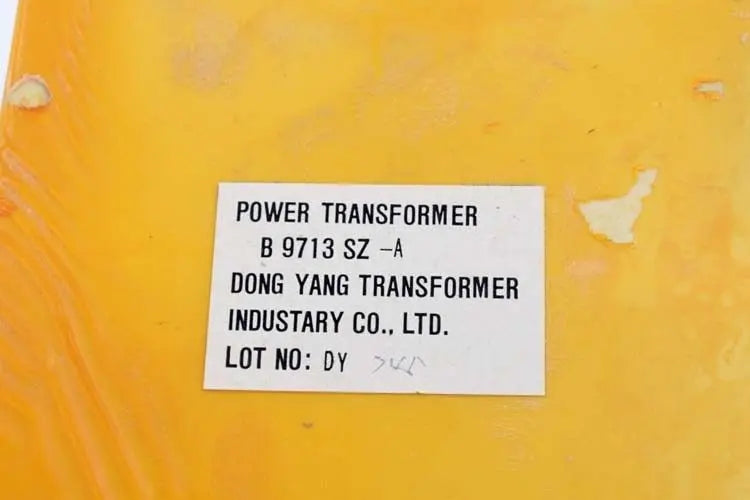 POWER TRANSFORMER
B 9713 SZ -A
DONG YANG TRANSFORMER
INDUSTARY CO., LTD.
LOT NO: DY